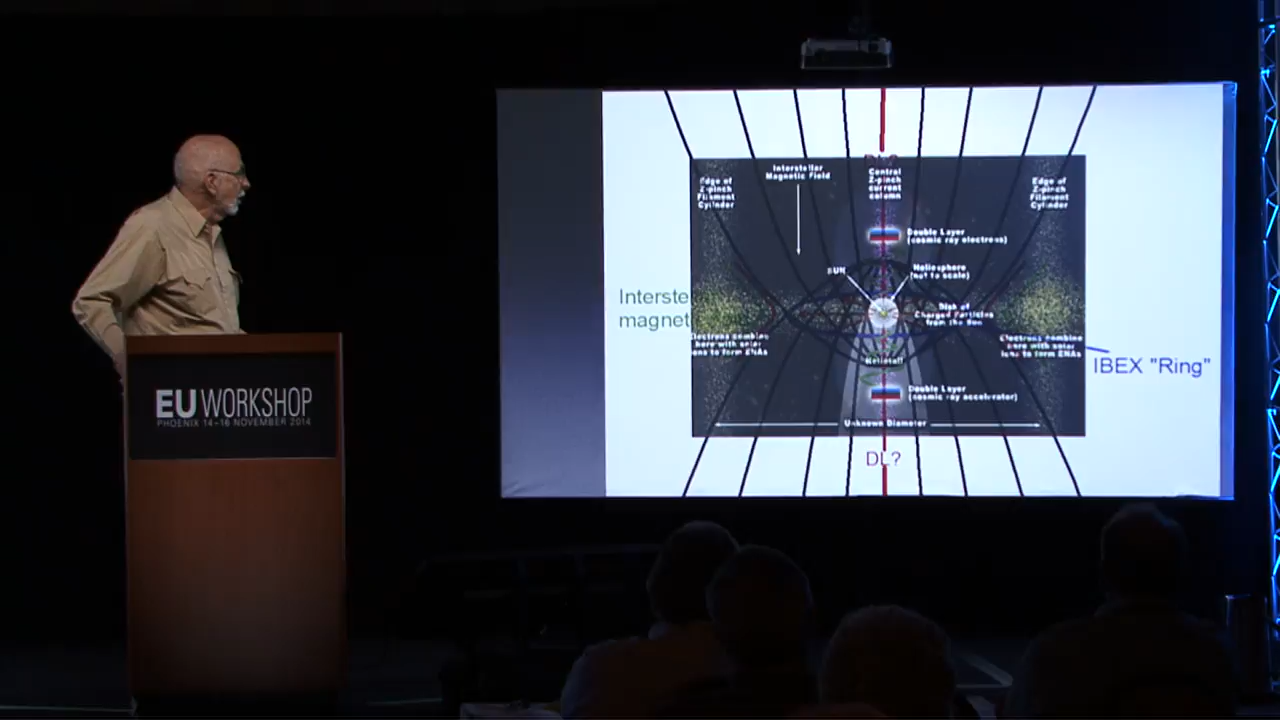 Interstellar
Magnetic Field
Central
Z-pinch
current
column
Edge of
Z-pinch
Filament
Cylinder
Edge of
Z-pinch
Filament
Cylinder
Double Layer
(cosmic ray electrons)
SUN
Heliosphere
(not to scale)
Interste
magnet
Disk of
Charged Particles
from the Sun
Electrons combine
here with solar
ions to form ENAs
Electrons combine
here with solar
ions to form ENAs
IBEX "Ring"
Heliotail
Double Layer
(cosmic ray accelerator)
Unknown Diameter
DL?
EU WORKSHOP
PHOENIX 14–16 NOVEMBER 2014